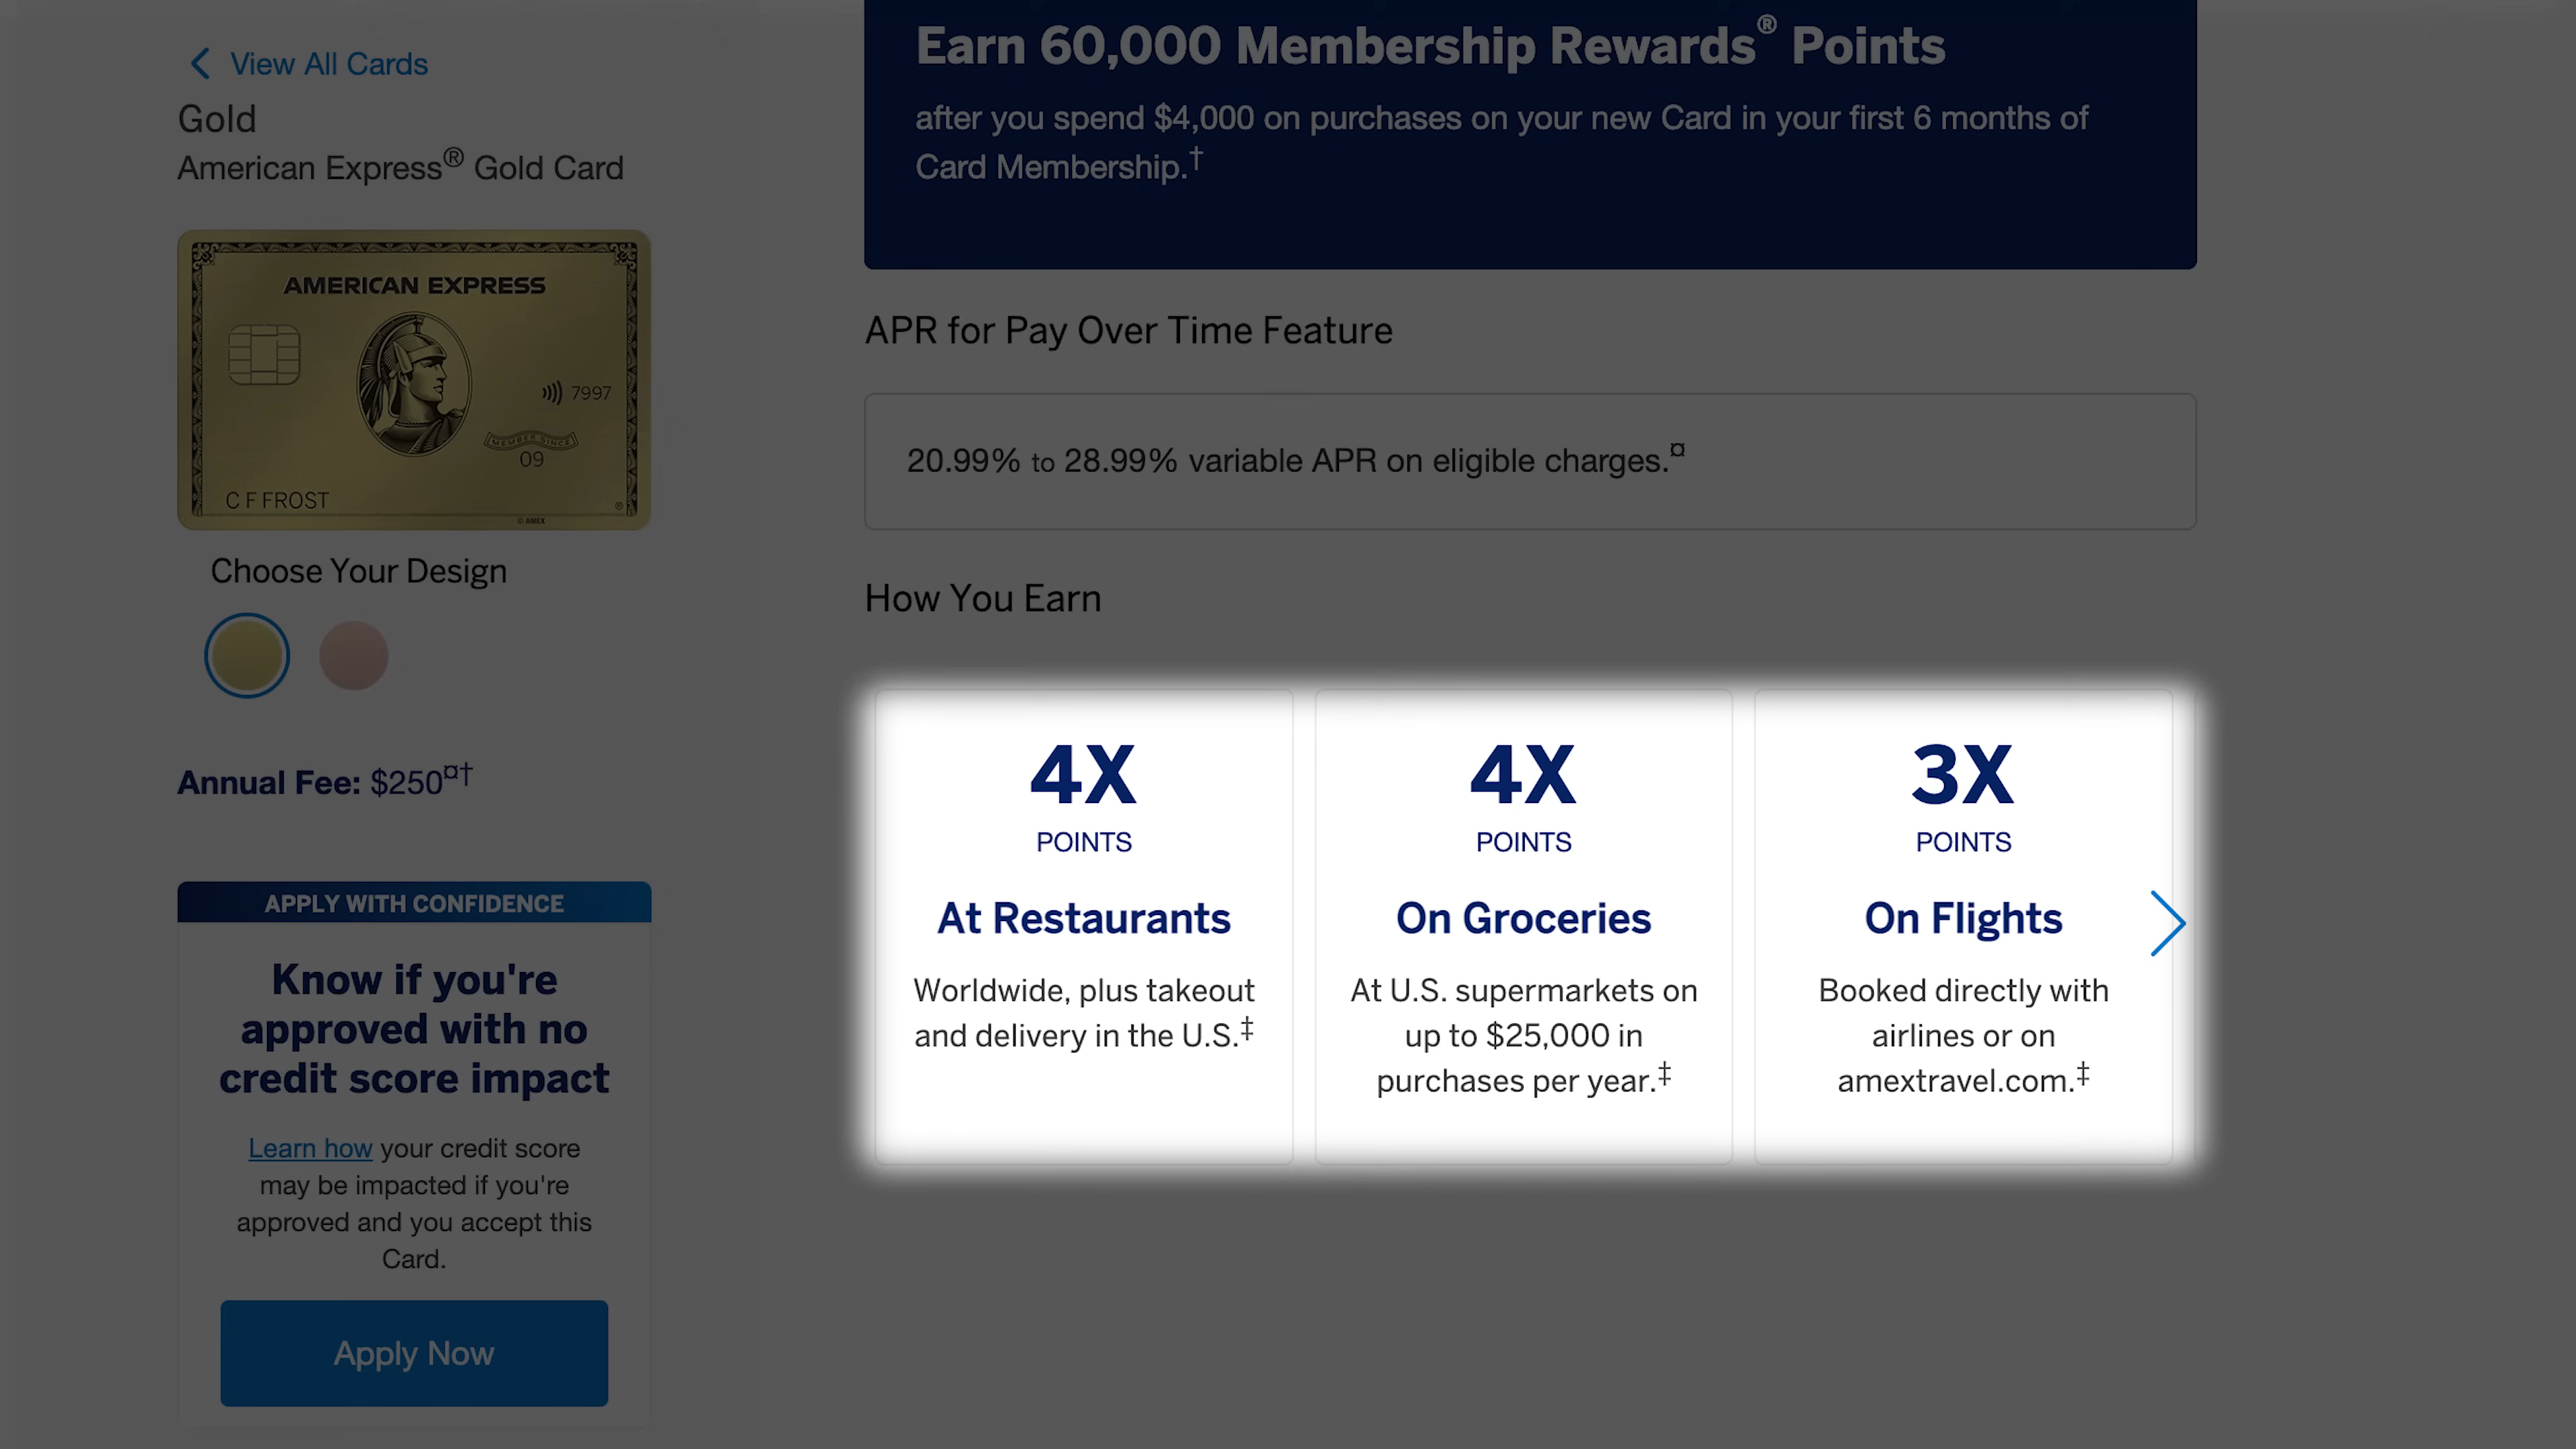 View All Cards
Gold
American Express® Gold Card
AMERICAN EXPRESS
7997
MEMBER SINCE
09
C F FROST
© AMEX
®
Choose Your Design
Annual Fee: $250¤†
APPLY WITH CONFIDENCE
Know if you're
approved with no
credit score impact
Learn how your credit score
may be impacted if you're
approved and you accept this
Card.
Apply Now
Earn 60,000 Membership Rewards® Points
after you spend $4,000 on purchases on your new Card in your first 6 months of
Card Membership.†
APR for Pay Over Time Feature
20.99% to 28.99% variable APR on eligible charges.¤
How You Earn
4X
POINTS
At Restaurants
Worldwide, plus takeout
and delivery in the U.S.‡
4X
POINTS
On Groceries
At U.S. supermarkets on
up to $25,000 in
purchases per year.‡
3X
POINTS
On Flights
Booked directly with
airlines or on
amextravel.com.‡